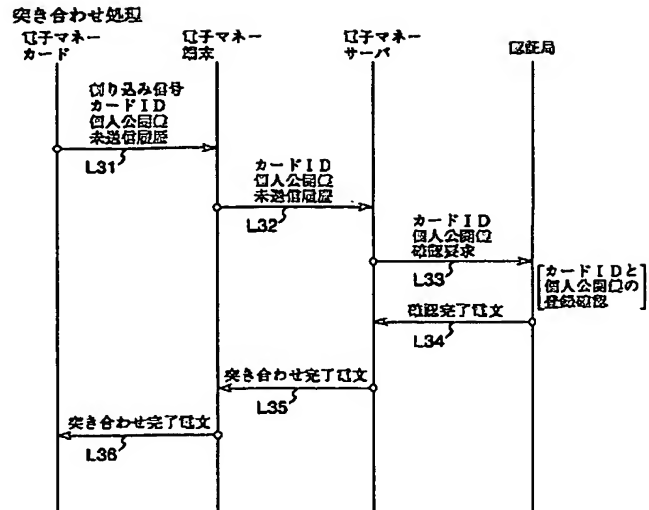 突き合わせ処理
電子マネー
カード
電子マネー
端末
電子マネー
サーバ
認証局
割り込み信号
カードID
個人公開鍵
未送信履歴
L31
カードID
個人公開鍵
未送信履歴
L32
カードID
個人公開鍵
確認要求
L33
カードIDと
個人公開鍵の
登録確認
確認完了電文
L34
突き合わせ完了電文
L35
突き合わせ完了電文
L36